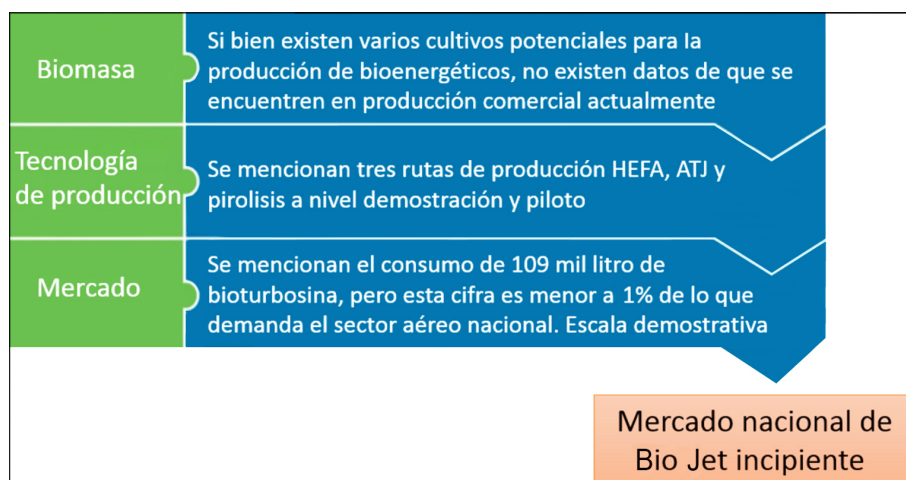 Biomasa
Si bien existen varios cultivos potenciales para la
producción de bioenergéticos, no existen datos de que se
encuentren en producción comercial actualmente
Tecnología
de producción
Se mencionan tres rutas de producción HEFA, ATJ y
pirolisis a nivel demostración y piloto
Mercado
Se mencionan el consumo de 109 mil litro de
bioturbosina, pero esta cifra es menor a 1% de lo que
demanda el sector aéreo nacional. Escala demostrativa
Mercado nacional de
Bio Jet incipiente